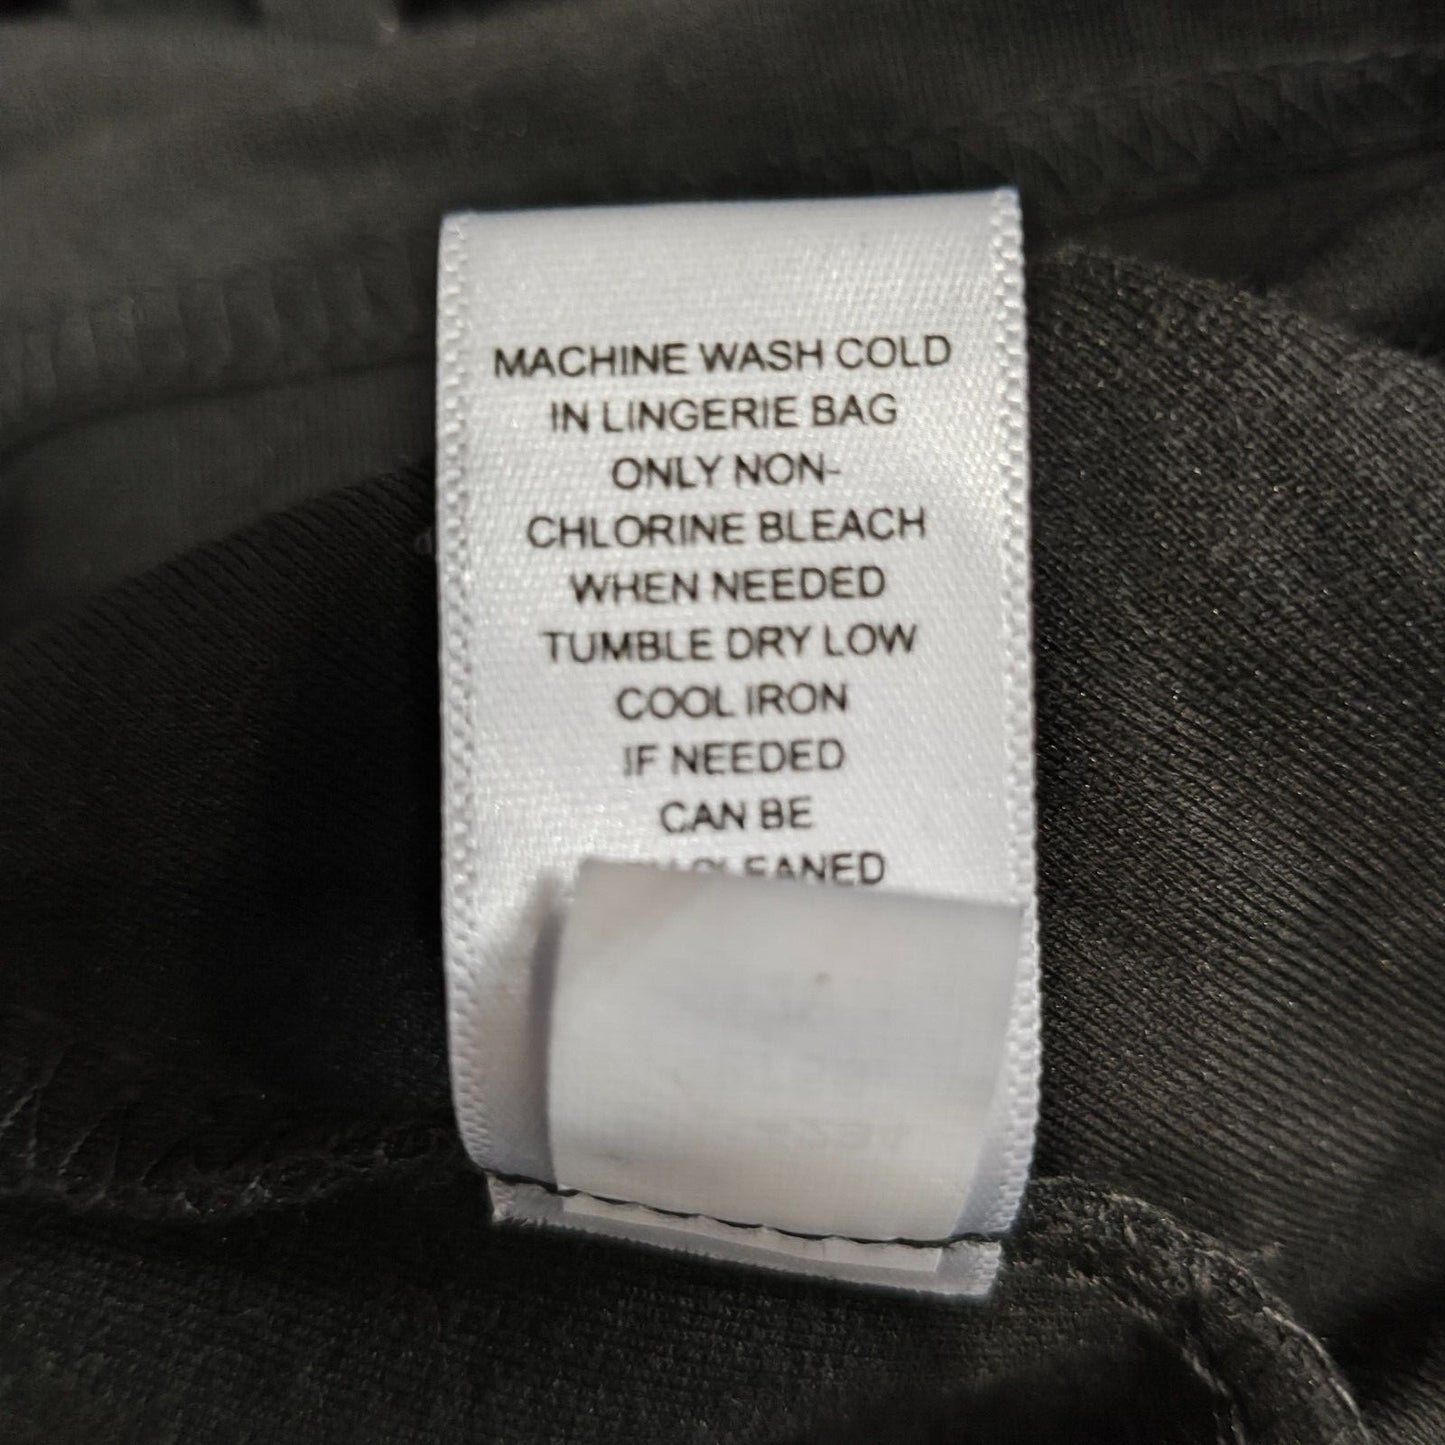 MACHINE WASH COLD
IN LINGERIE BAG
ONLY NON-
CHLORINE BLEACH
WHEN NEEDED
TUMBLE DRY LOW
COOL IRON
IF NEEDED
CAN BE
CLEANED